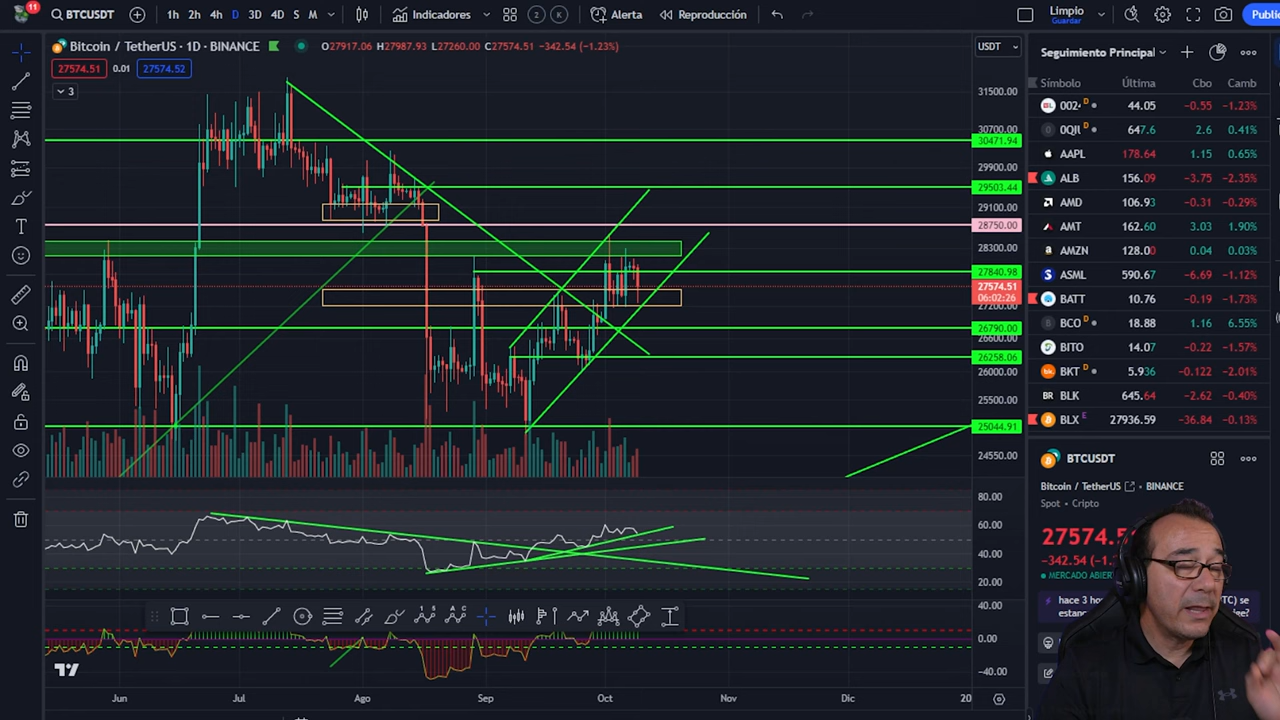 11
BTCUSDT
1h 2h 4h D 3D 4D S M
Indicadores
2 K
Alerta
Reproducción
Limpio
Guardar
Public
Bitcoin / TetherUS · 1D · BINANCE
O27917.06 H27987.93 L27260.00 C27574.51 −342.54 (−1.23%)
27574.51 0.01 27574.52
3
USDT
31500.00
30700.00
30471.94
29900.00
29503.44
29100.00
28750.00
28300.00
27840.98
27574.51
06:02:26
27200.00
26790.00
26600.00
26258.06
26000.00
25500.00
25044.91
24550.00
80.00
60.00
40.00
20.00
40.00
0.00
−40.00
Jun Jul Ago Sep Oct Nov Dic 20
Seguimiento Principal
Símbolo Última Cbo Camb
D 44.05 −0.55 −1.23%
0QII D 647.6 2.6 0.41%
AAPL 178.64 1.15 0.65%
ALB 156.09 −3.75 −2.35%
AMD 106.93 −0.31 −0.29%
AMT 162.60 3.03 1.90%
AMZN 128.00 0.04 0.03%
ASML 590.67 −6.69 −1.12%
BATT 10.76 −0.19 −1.73%
BCO 18.88 1.16 6.55%
BITO 14.07 −0.22 −1.57%
BKT D 5.936 −0.122 −2.01%
BLK 645.64 −2.62 −0.40%
BLX E 27936.59 −36.84 −0.13%
BTCUSDT
Bitcoin / TetherUS BINANCE
Spot • Cripto
27574.5
−342.54 (−1.
MERCADO ABIER
hace 3 ho
estanc